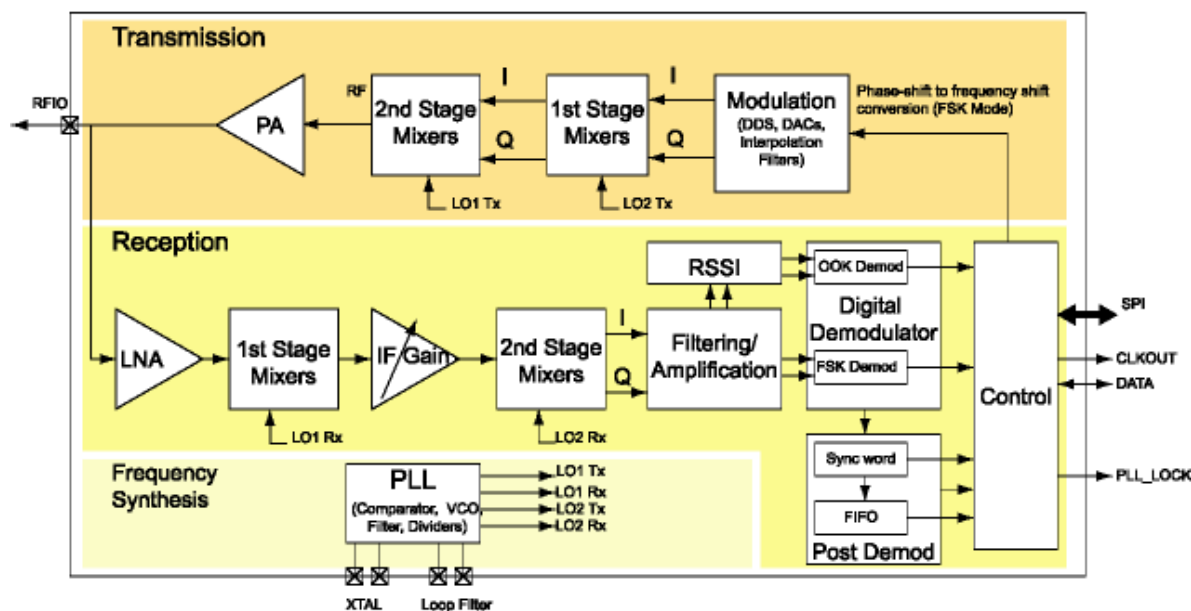 Transmission
RFIO
PA
RF
2nd Stage
Mixers
LO1 Tx
I
Q
1st Stage
Mixers
LO2 Tx
I
Q
Modulation
(DDS, DACs,
Interpolation
Filters)
Phase-shift to frequency shift
conversion (FSK Mode)
Reception
LNA
1st Stage
Mixers
LO1 Rx
IF Gain
2nd Stage
Mixers
LO2 Rx
I
Q
RSSI
Filtering/
Amplification
OOK Demod
Digital
Demodulator
FSK Demod
Sync word
FIFO
Post Demod
Control
SPI
CLKOUT
DATA
PLL_LOCK
Frequency
Synthesis
PLL
(Comparator, VCO,
Filter, Dividers)
LO1 Tx
LO1 Rx
LO2 Tx
LO2 Rx
XTAL
Loop Filter